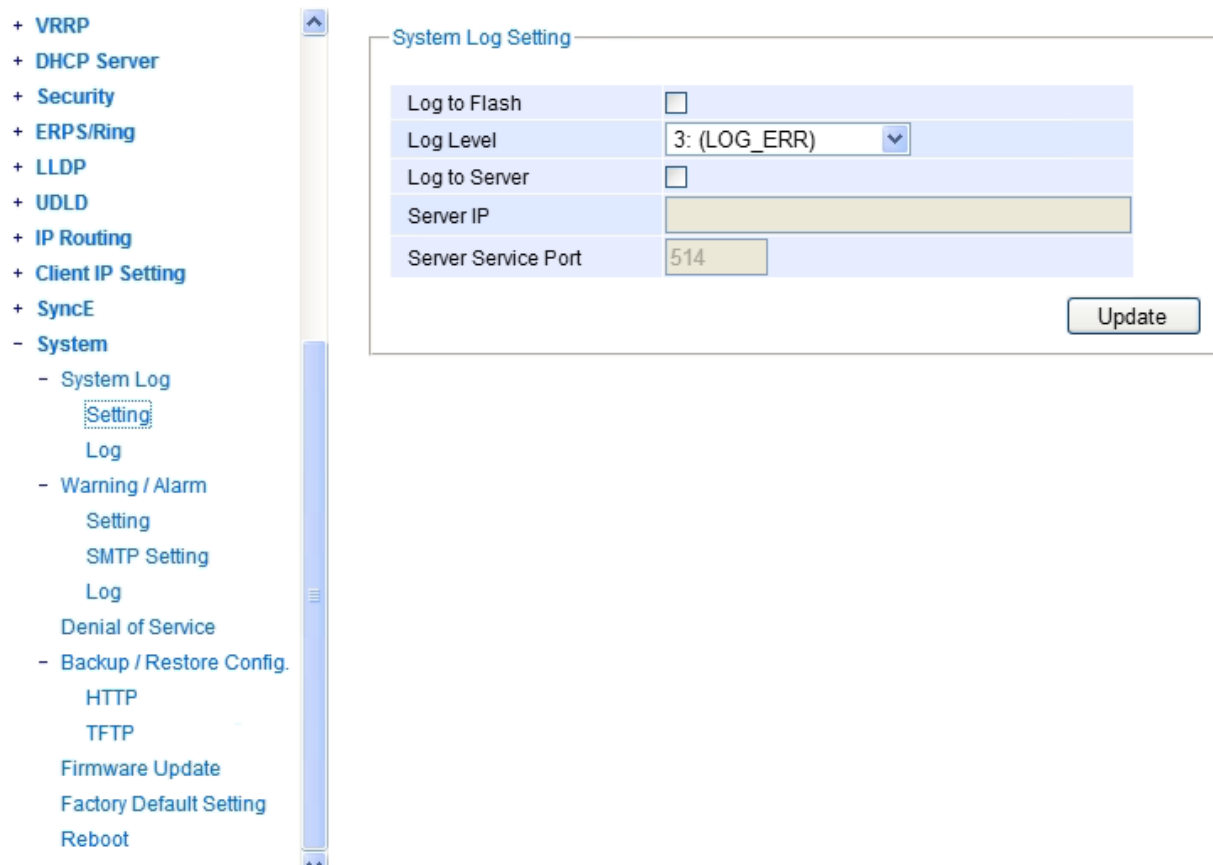 + VRRP
+ DHCP Server
+ Security
+ ERPS/Ring
+ LLDP
+ UDLD
+ IP Routing
+ Client IP Setting
+ SyncE
- System
- System Log
Setting
Log
- Warning / Alarm
Setting
SMTP Setting
Log
Denial of Service
- Backup / Restore Config.
HTTP
TFTP
Firmware Update
Factory Default Setting
Reboot
System Log Setting
Log to Flash
Log Level 3: (LOG_ERR)
Log to Server
Server IP
Server Service Port 514
Update